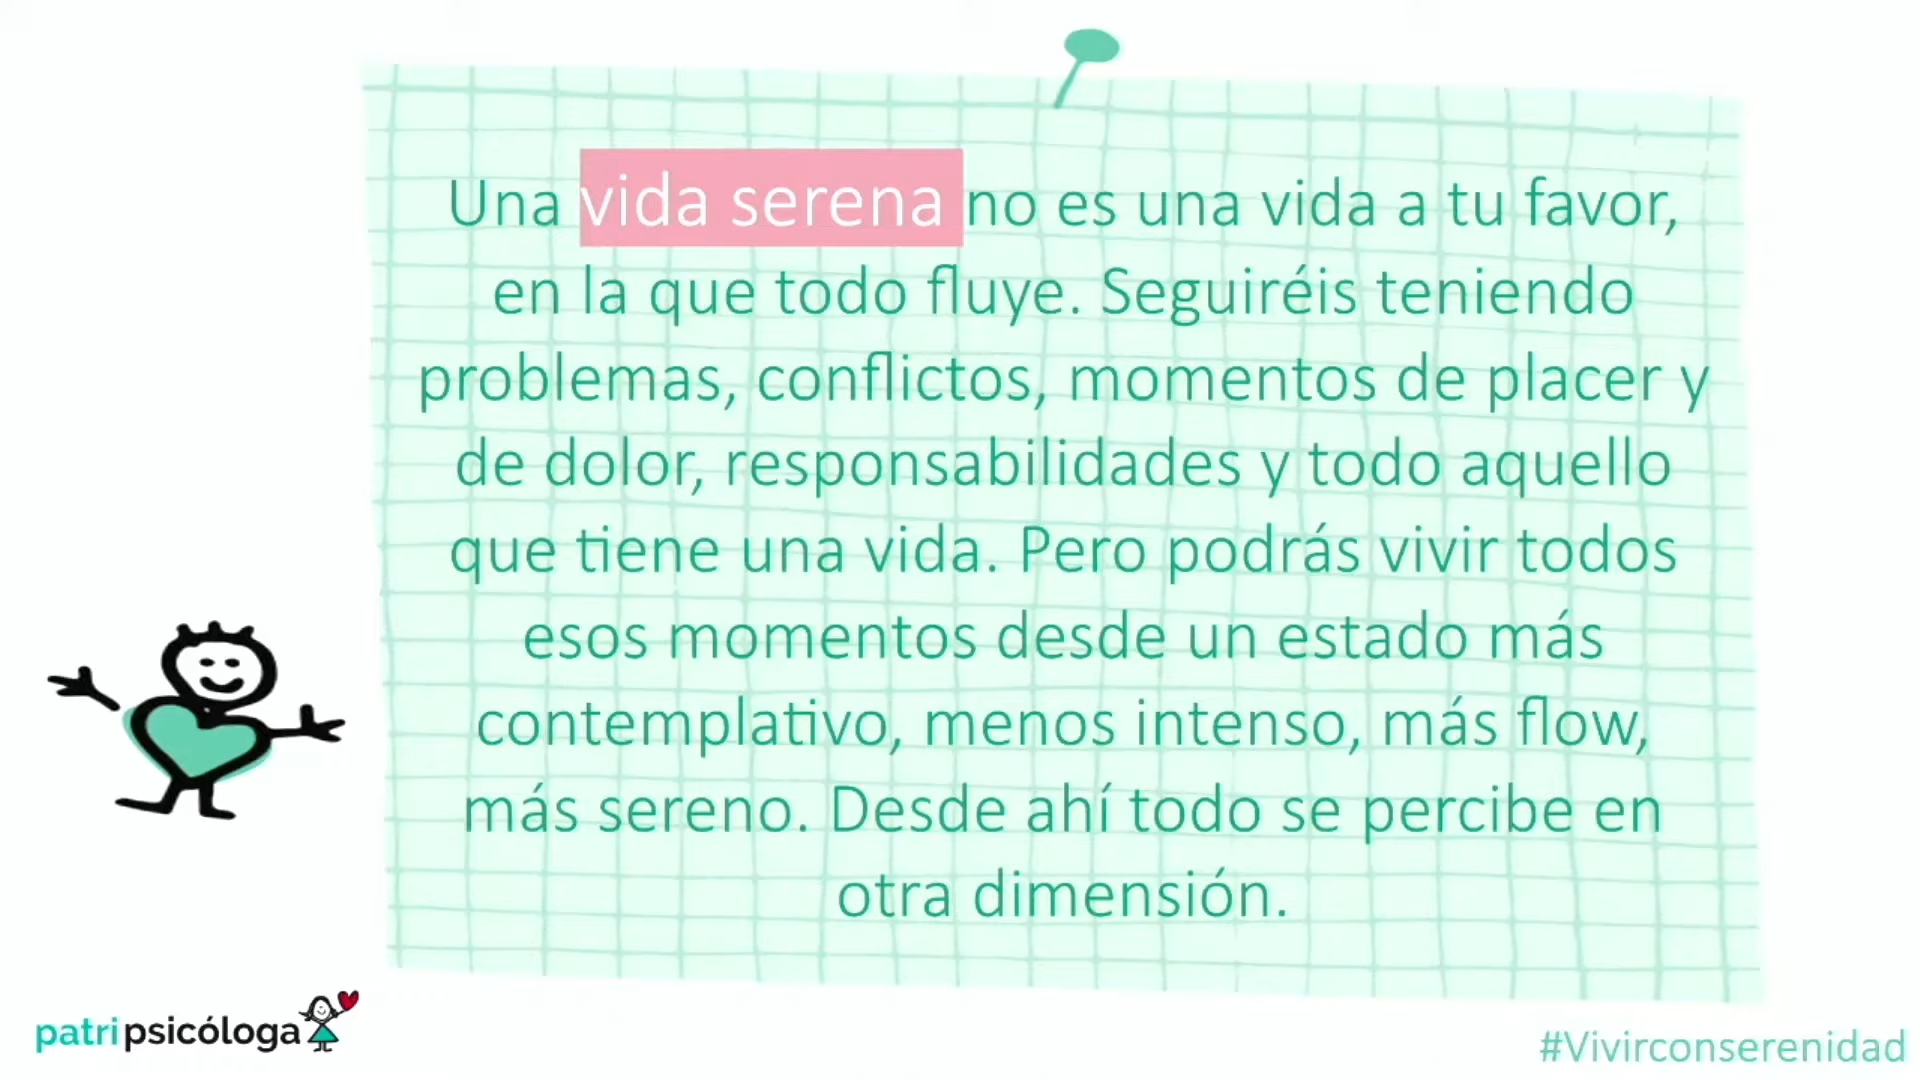 Una vida serena no es una vida a tu favor,
en la que todo fluye. Seguiréis teniendo
problemas, conflictos, momentos de placer y
de dolor, responsabilidades y todo aquello
que tiene una vida. Pero podrás vivir todos
esos momentos desde un estado más
contemplativo, menos intenso, más flow,
más sereno. Desde ahí todo se percibe en
otra dimensión.
patripsicóloga
#Vivirconserenidad